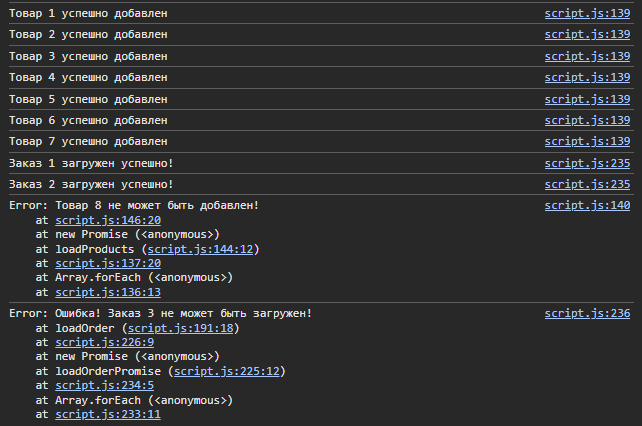 Товар 1 успешно добавлен script.js:139
Товар 2 успешно добавлен script.js:139
Товар 3 успешно добавлен script.js:139
Товар 4 успешно добавлен script.js:139
Товар 5 успешно добавлен script.js:139
Товар 6 успешно добавлен script.js:139
Товар 7 успешно добавлен script.js:139
Заказ 1 загружен успешно! script.js:235
Заказ 2 загружен успешно! script.js:235
Error: Товар 8 не может быть добавлен! script.js:140
at script.js:146:20
at new Promise (<anonymous>)
at loadProducts (script.js:144:12)
at script.js:137:20
at Array.forEach (<anonymous>)
at script.js:136:13
Error: Ошибка! Заказ 3 не может быть загружен! script.js:236
at loadOrder (script.js:191:18)
at script.js:226:9
at new Promise (<anonymous>)
at loadOrderPromise (script.js:225:12)
at script.js:234:5
at Array.forEach (<anonymous>)
at script.js:233:11